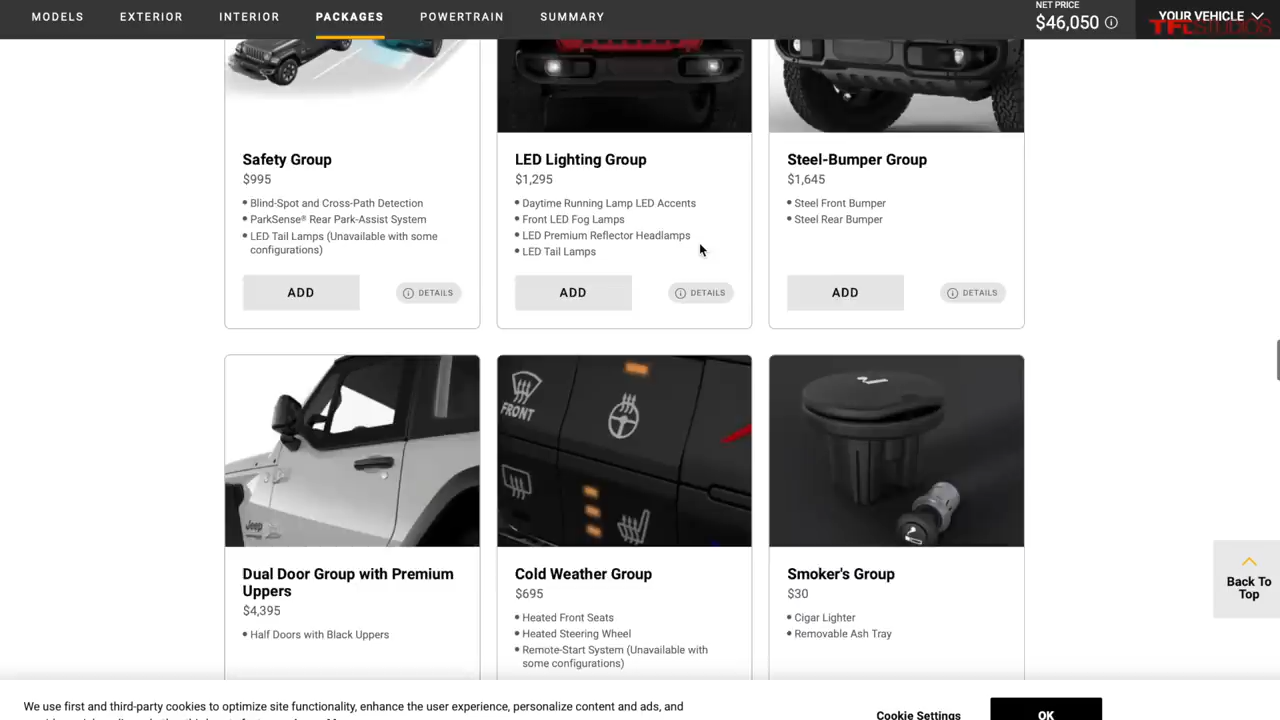 MODELS
EXTERIOR
INTERIOR
PACKAGES
POWERTRAIN
SUMMARY
NET PRICE
$46,050
YOUR VEHICLE
TFLSTUDIOS
Safety Group
$995
Blind-Spot and Cross-Path Detection
ParkSense® Rear Park-Assist System
LED Tail Lamps (Unavailable with some
configurations)
ADD
DETAILS
LED Lighting Group
$1,295
Daytime Running Lamp LED Accents
Front LED Fog Lamps
LED Premium Reflector Headlamps
LED Tail Lamps
ADD
DETAILS
Steel-Bumper Group
$1,645
Steel Front Bumper
Steel Rear Bumper
ADD
DETAILS
Jeep
Dual Door Group with Premium
Uppers
$4,395
Half Doors with Black Uppers
FRONT
Cold Weather Group
$695
Heated Front Seats
Heated Steering Wheel
Remote-Start System (Unavailable with
some configurations)
Smoker's Group
$30
Cigar Lighter
Removable Ash Tray
Back To
Top
We use first and third-party cookies to optimize site functionality, enhance the user experience, personalize content and ads, and
Cookie Settings
OK